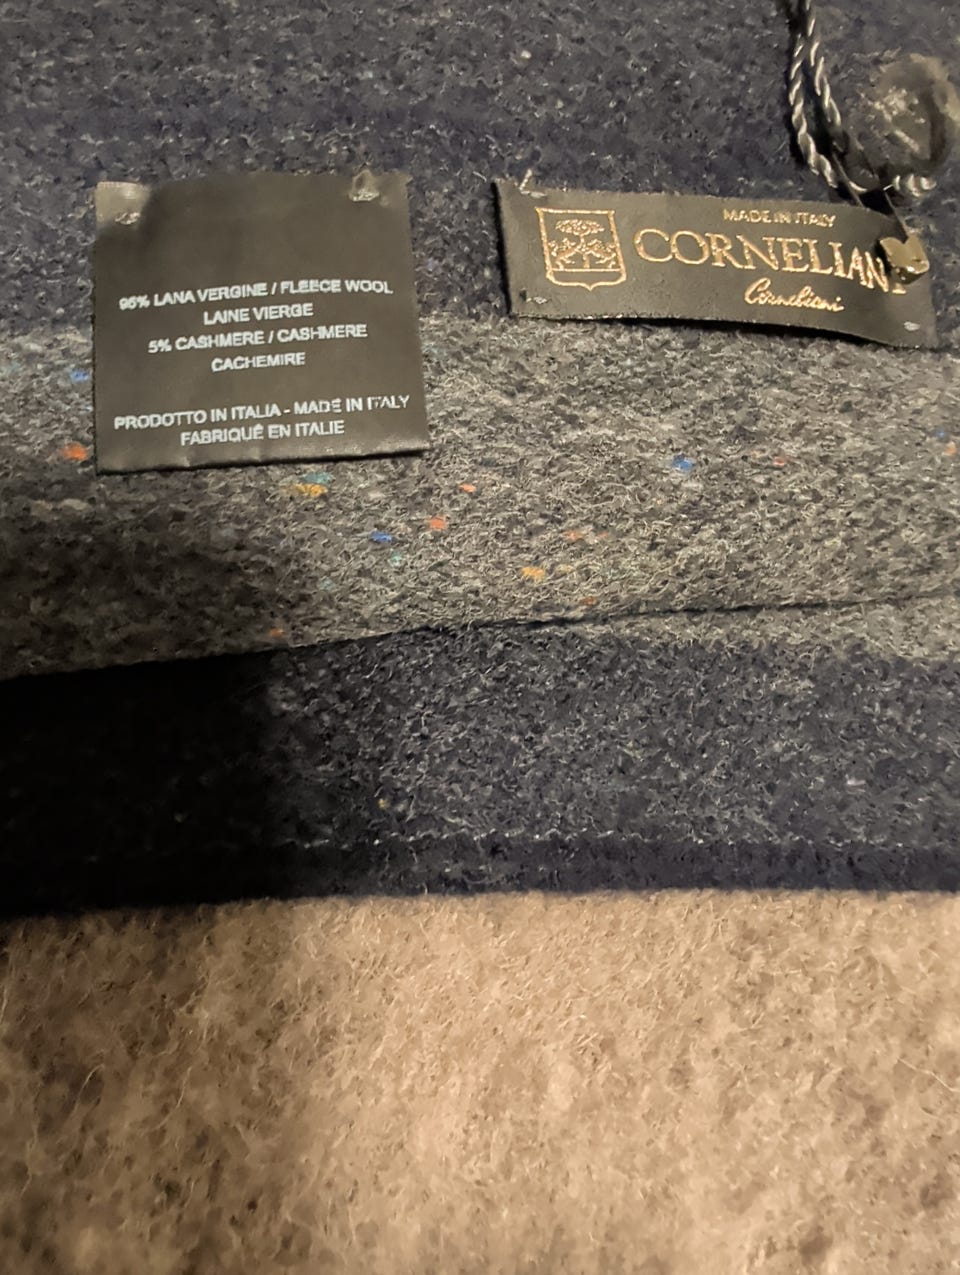 95% LANA VERGINE / FLEECE WOOL
LAINE VIERGE
5% CASHMERE / CASHMERE
CACHEMIRE
PRODOTTO IN ITALIA - MADE IN ITALY
FABRIQUÉ EN ITALIE
MADE IN ITALY
CORNELIANI
Corneliani